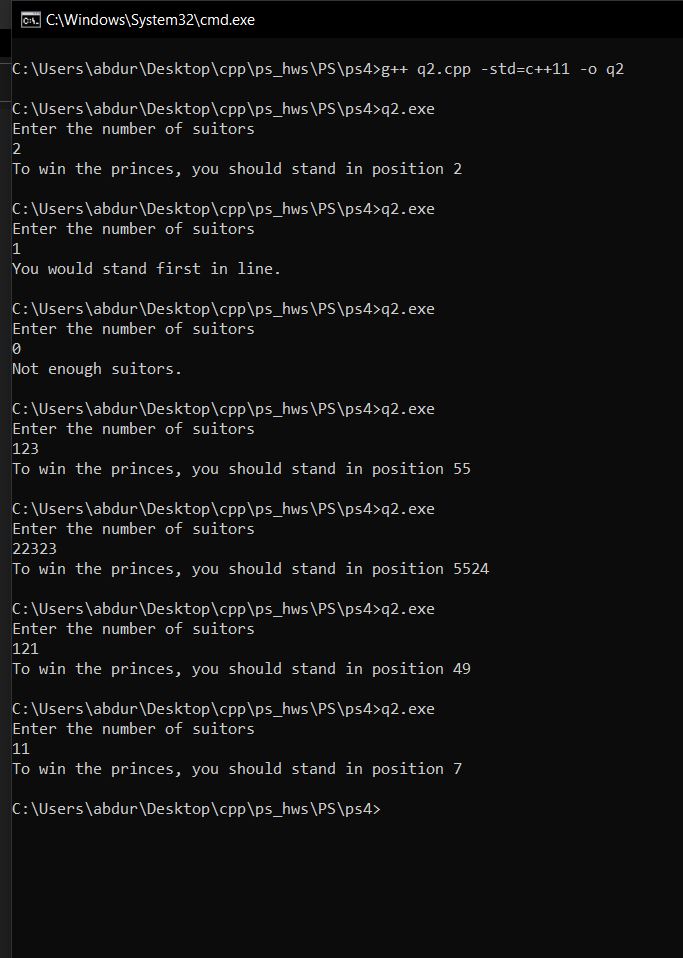 C:\Windows\System32\cmd.exe
C:\Users\abdur\Desktop\cpp\ps_hws\PS\ps4>g++ q2.cpp -std=c++11 -o q2
C:\Users\abdur\Desktop\cpp\ps_hws\PS\ps4>q2.exe
Enter the number of suitors
2
To win the princes, you should stand in position 2
C:\Users\abdur\Desktop\cpp\ps_hws\PS\ps4>q2.exe
Enter the number of suitors
1
You would stand first in line.
C:\Users\abdur\Desktop\cpp\ps_hws\PS\ps4>q2.exe
Enter the number of suitors
0
Not enough suitors.
C:\Users\abdur\Desktop\cpp\ps_hws\PS\ps4>q2.exe
Enter the number of suitors
123
To win the princes, you should stand in position 55
C:\Users\abdur\Desktop\cpp\ps_hws\PS\ps4>q2.exe
Enter the number of suitors
22323
To win the princes, you should stand in position 5524
C:\Users\abdur\Desktop\cpp\ps_hws\PS\ps4>q2.exe
Enter the number of suitors
121
To win the princes, you should stand in position 49
C:\Users\abdur\Desktop\cpp\ps_hws\PS\ps4>q2.exe
Enter the number of suitors
11
To win the princes, you should stand in position 7
C:\Users\abdur\Desktop\cpp\ps_hws\PS\ps4>